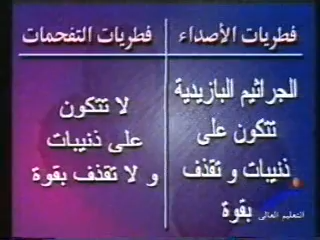 فطريات الأصداء
فطريات التفحمات
الجراثيم البازيدية
تتكون على
ذنيبات و تقذف
بقوة
لا تتكون
على ذنيبات
و لا تقذف بقوة
التعليم العالى